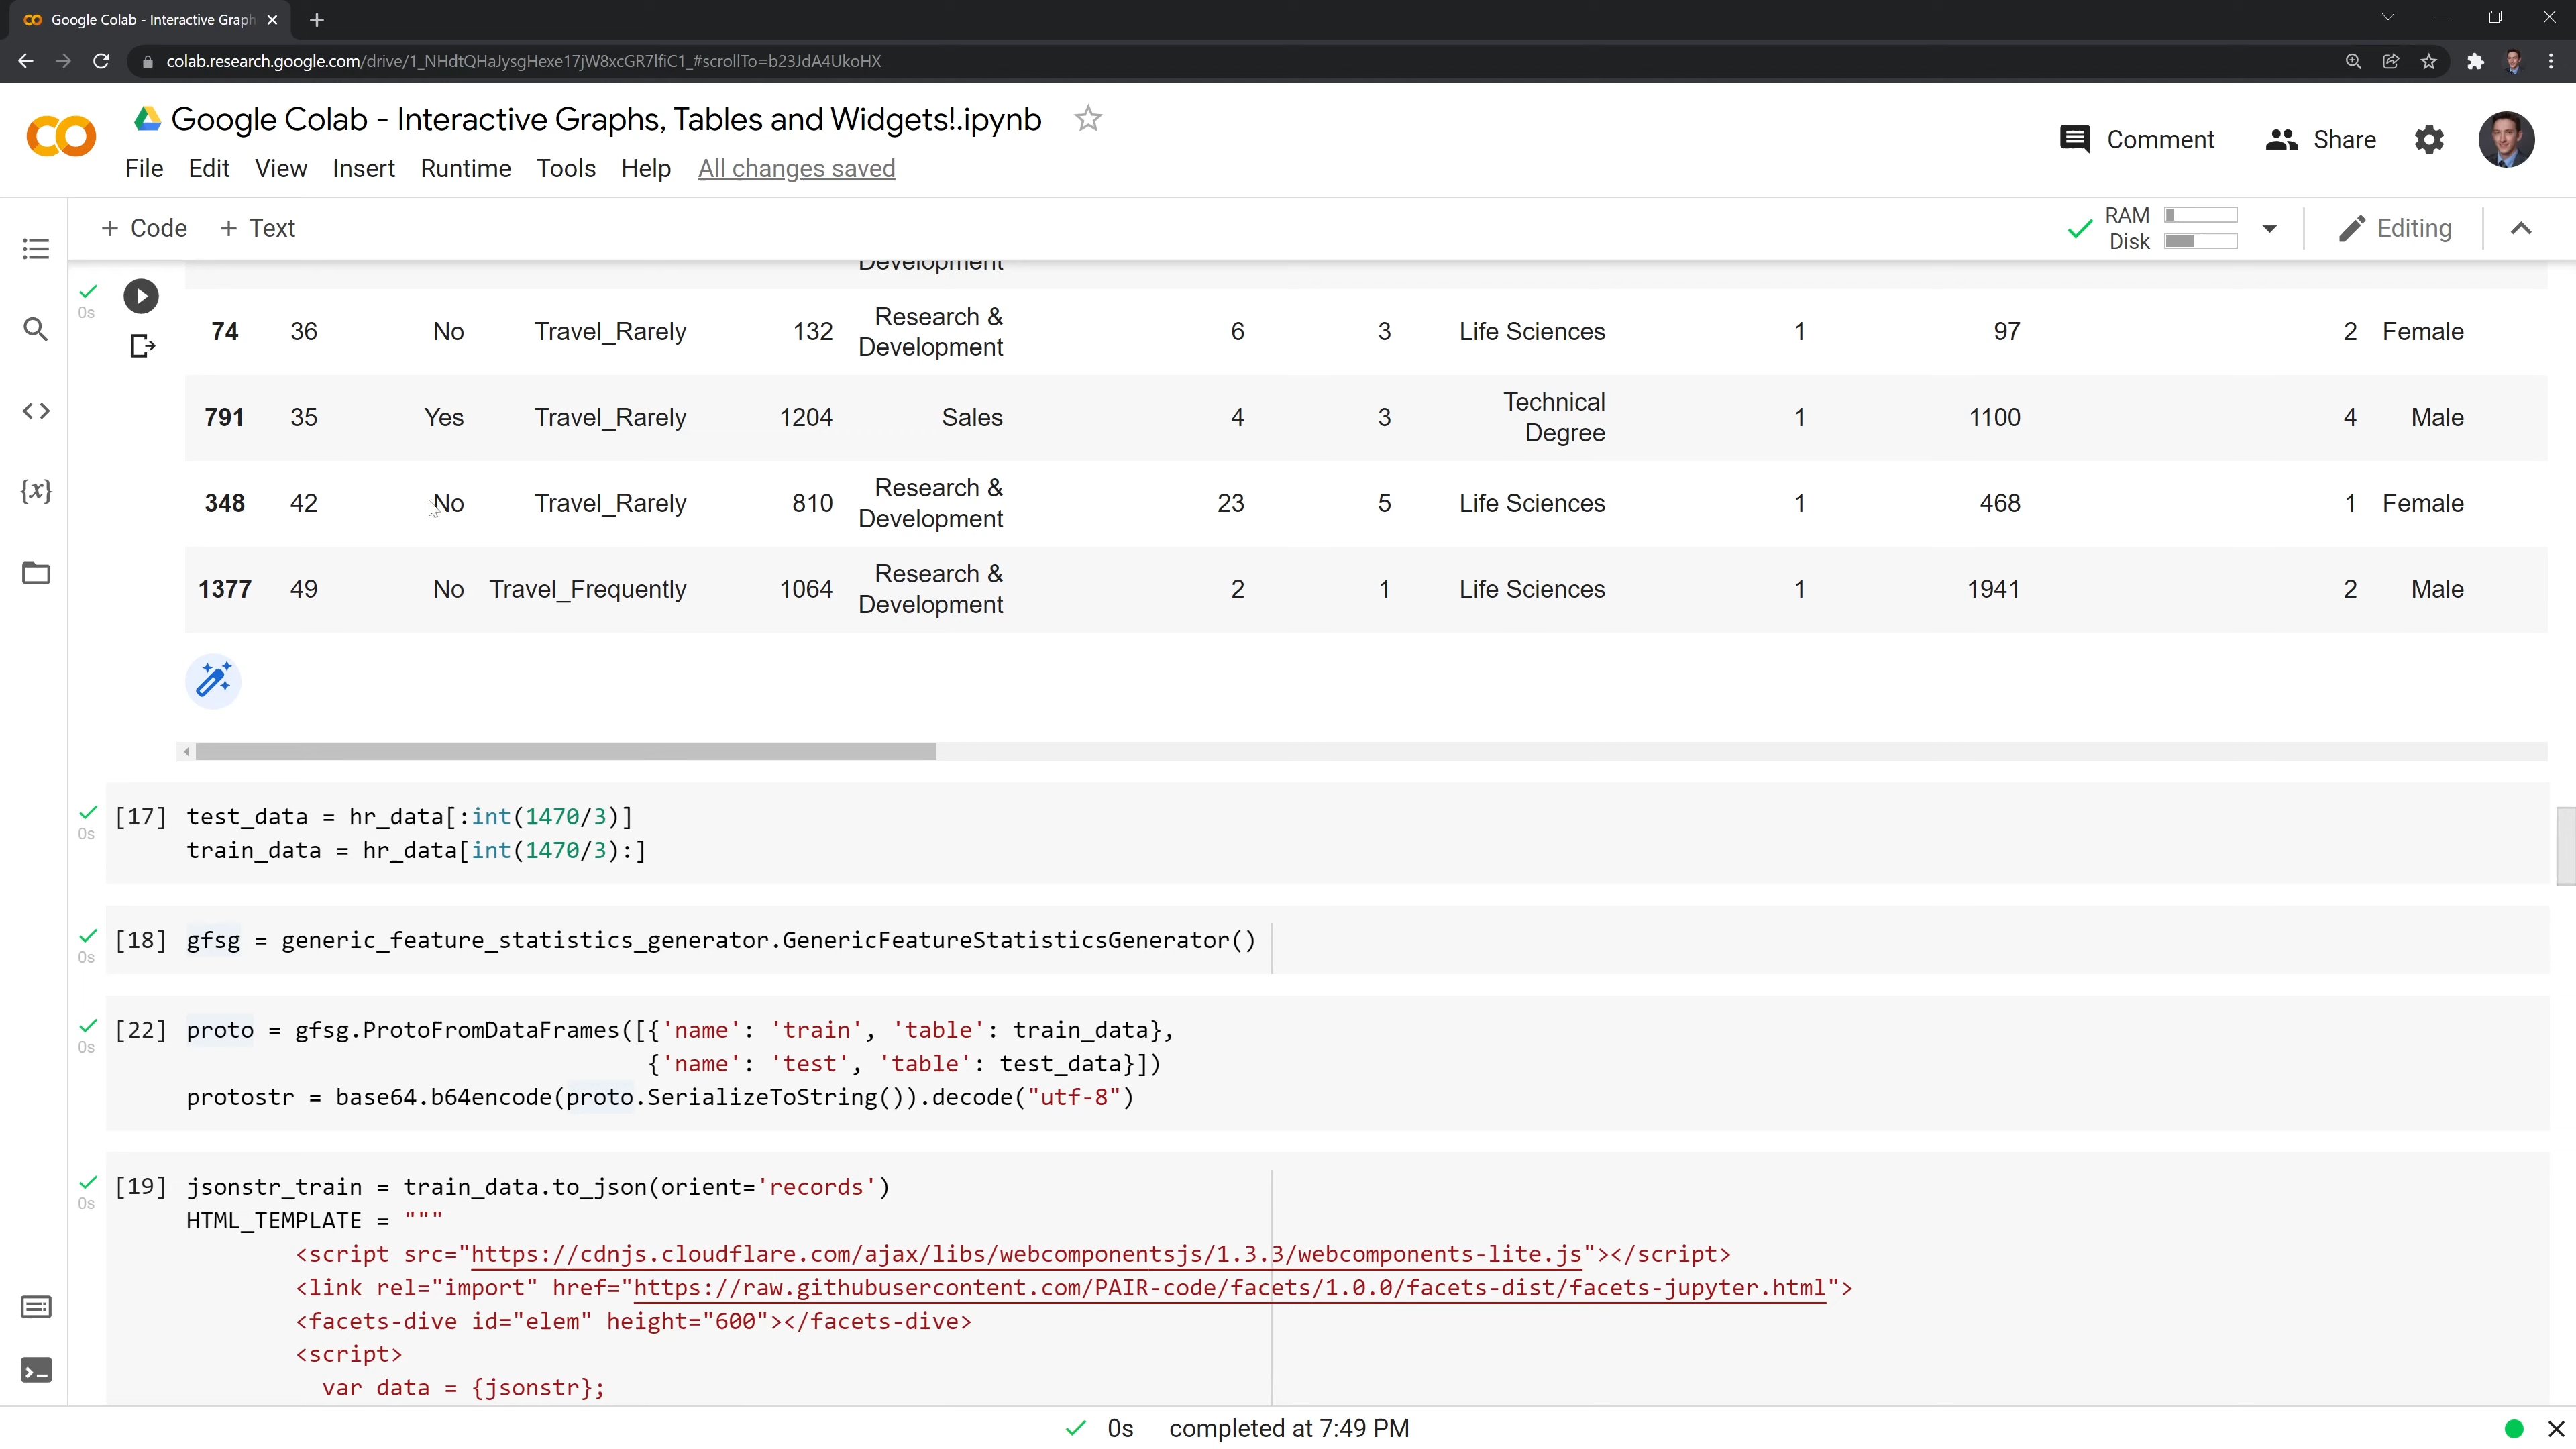 Google Colab - Interactive Graph
colab.research.google.com/drive/1_NHdtQHaJysgHexe17jW8xcGR7lfiC1_#scrollTo=b23JdA4UkoHX
Google Colab - Interactive Graphs, Tables and Widgets!.ipynb
Comment
Share
File Edit View Insert Runtime Tools Help All changes saved
+ Code + Text
RAM
Disk
Editing
Development
0s
74 36 No Travel_Rarely 132 Research & Development 6 3 Life Sciences 1 97 2 Female
791 35 Yes Travel_Rarely 1204 Sales 4 3 Technical Degree 1 1100 4 Male
348 42 No Travel_Rarely 810 Research & Development 23 5 Life Sciences 1 468 1 Female
1377 49 No Travel_Frequently 1064 Research & Development 2 1 Life Sciences 1 1941 2 Male
{x}
[17] test_data = hr_data[:int(1470/3)]
0s
train_data = hr_data[int(1470/3):]
[18] gfsg = generic_feature_statistics_generator.GenericFeatureStatisticsGenerator()
0s
[22] proto = gfsg.ProtoFromDataFrames([{'name': 'train', 'table': train_data},
0s
{'name': 'test', 'table': test_data}])
protostr = base64.b64encode(proto.SerializeToString()).decode("utf-8")
[19] jsonstr_train = train_data.to_json(orient='records')
0s
HTML_TEMPLATE = """
<script src="https://cdnjs.cloudflare.com/ajax/libs/webcomponentsjs/1.3.3/webcomponents-lite.js"></script>
<link rel="import" href="https://raw.githubusercontent.com/PAIR-code/facets/1.0.0/facets-dist/facets-jupyter.html">
<facets-dive id="elem" height="600"></facets-dive>
<script>
var data = {jsonstr};
0s completed at 7:49 PM